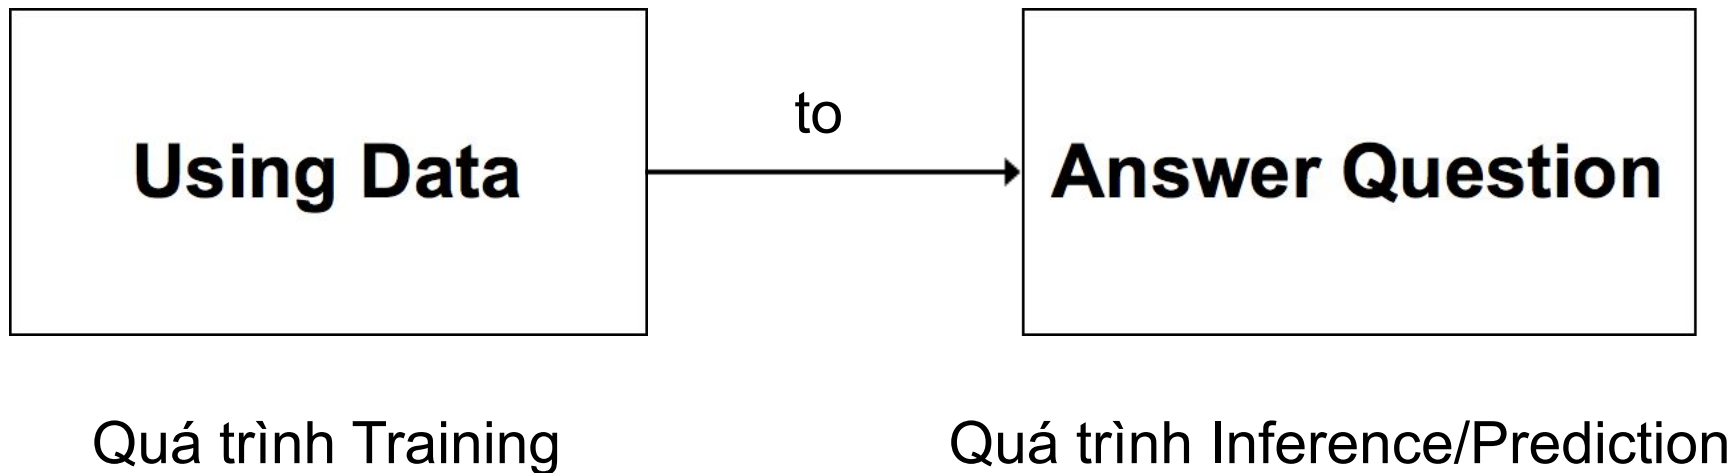 to
Using Data
Answer Question
Quá trình Training
Quá trình Inference/Prediction